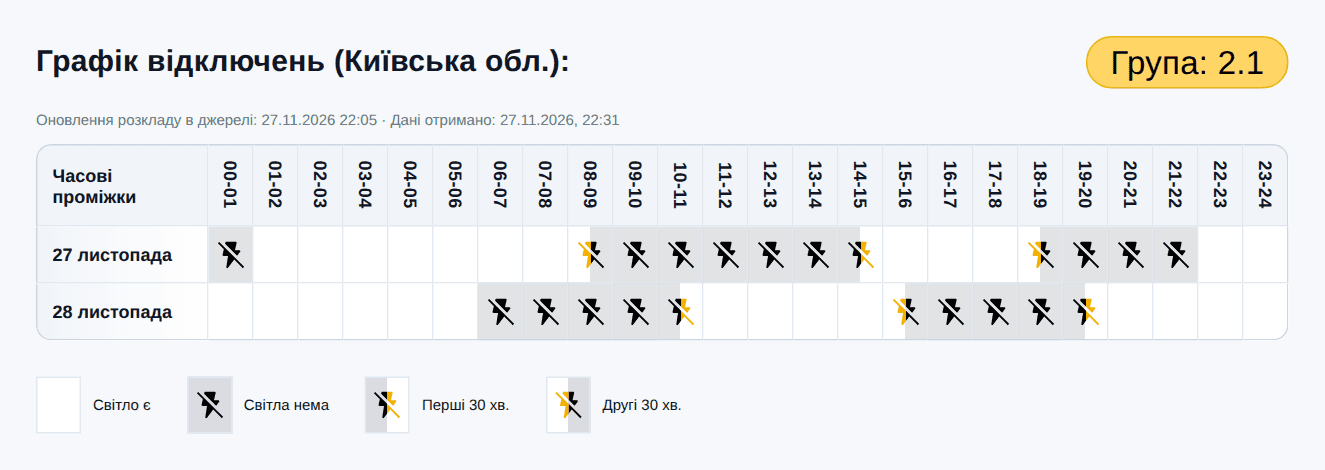 Графік відключень (Київська обл.):
Група: 2.1
Оновлення розкладу в джерелі: 27.11.2026 22:05 · Дані отримано: 27.11.2026, 22:31
Часові
проміжки
00-01
01-02
02-03
03-04
04-05
05-06
06-07
07-08
08-09
09-10
10-11
11-12
12-13
13-14
14-15
15-16
16-17
17-18
18-19
19-20
20-21
21-22
22-23
23-24
27 листопада
28 листопада
Світло є
Світла нема
Перші 30 хв.
Другі 30 хв.